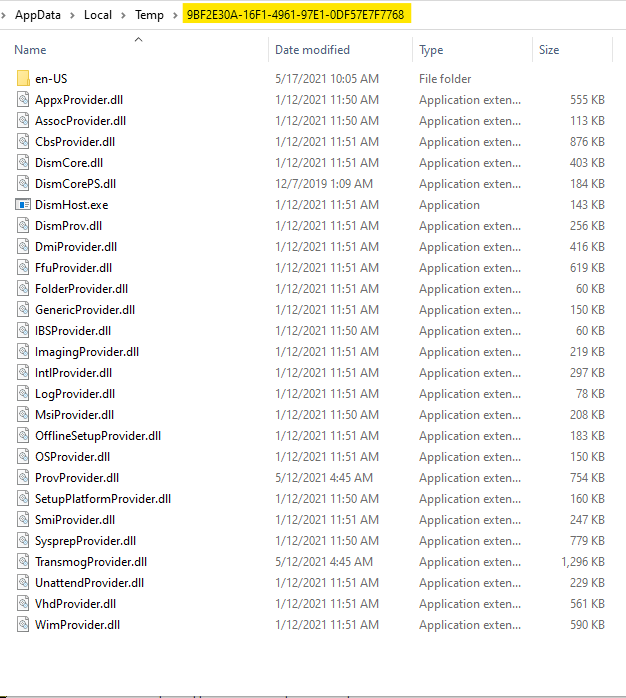 AppData > Local > Temp > 9BF2E30A-16F1-4961-97E1-0DF57E7F7768
Name Date modified Type Size
en-US 5/17/2021 10:05 AM File folder
AppxProvider.dll 1/12/2021 11:50 AM Application exten... 555 KB
AssocProvider.dll 1/12/2021 11:50 AM Application exten... 113 KB
CbsProvider.dll 1/12/2021 11:51 AM Application exten... 876 KB
DismCore.dll 1/12/2021 11:51 AM Application exten... 403 KB
DismCorePS.dll 12/7/2019 1:09 AM Application exten... 184 KB
DismHost.exe 1/12/2021 11:51 AM Application 143 KB
DismProv.dll 1/12/2021 11:51 AM Application exten... 256 KB
DmiProvider.dll 1/12/2021 11:51 AM Application exten... 416 KB
FfuProvider.dll 1/12/2021 11:51 AM Application exten... 619 KB
FolderProvider.dll 1/12/2021 11:51 AM Application exten... 60 KB
GenericProvider.dll 1/12/2021 11:51 AM Application exten... 150 KB
IBSProvider.dll 1/12/2021 11:50 AM Application exten... 60 KB
ImagingProvider.dll 1/12/2021 11:51 AM Application exten... 219 KB
IntlProvider.dll 1/12/2021 11:51 AM Application exten... 297 KB
LogProvider.dll 1/12/2021 11:51 AM Application exten... 78 KB
MsiProvider.dll 1/12/2021 11:50 AM Application exten... 208 KB
OfflineSetupProvider.dll 1/12/2021 11:51 AM Application exten... 183 KB
OSProvider.dll 1/12/2021 11:51 AM Application exten... 150 KB
ProvProvider.dll 5/12/2021 4:45 AM Application exten... 754 KB
SetupPlatformProvider.dll 1/12/2021 11:50 AM Application exten... 160 KB
SmiProvider.dll 1/12/2021 11:51 AM Application exten... 247 KB
SysprepProvider.dll 1/12/2021 11:50 AM Application exten... 779 KB
TransmogProvider.dll 5/12/2021 4:45 AM Application exten... 1,296 KB
UnattendProvider.dll 1/12/2021 11:51 AM Application exten... 229 KB
VhdProvider.dll 1/12/2021 11:51 AM Application exten... 561 KB
WimProvider.dll 1/12/2021 11:51 AM Application exten... 590 KB